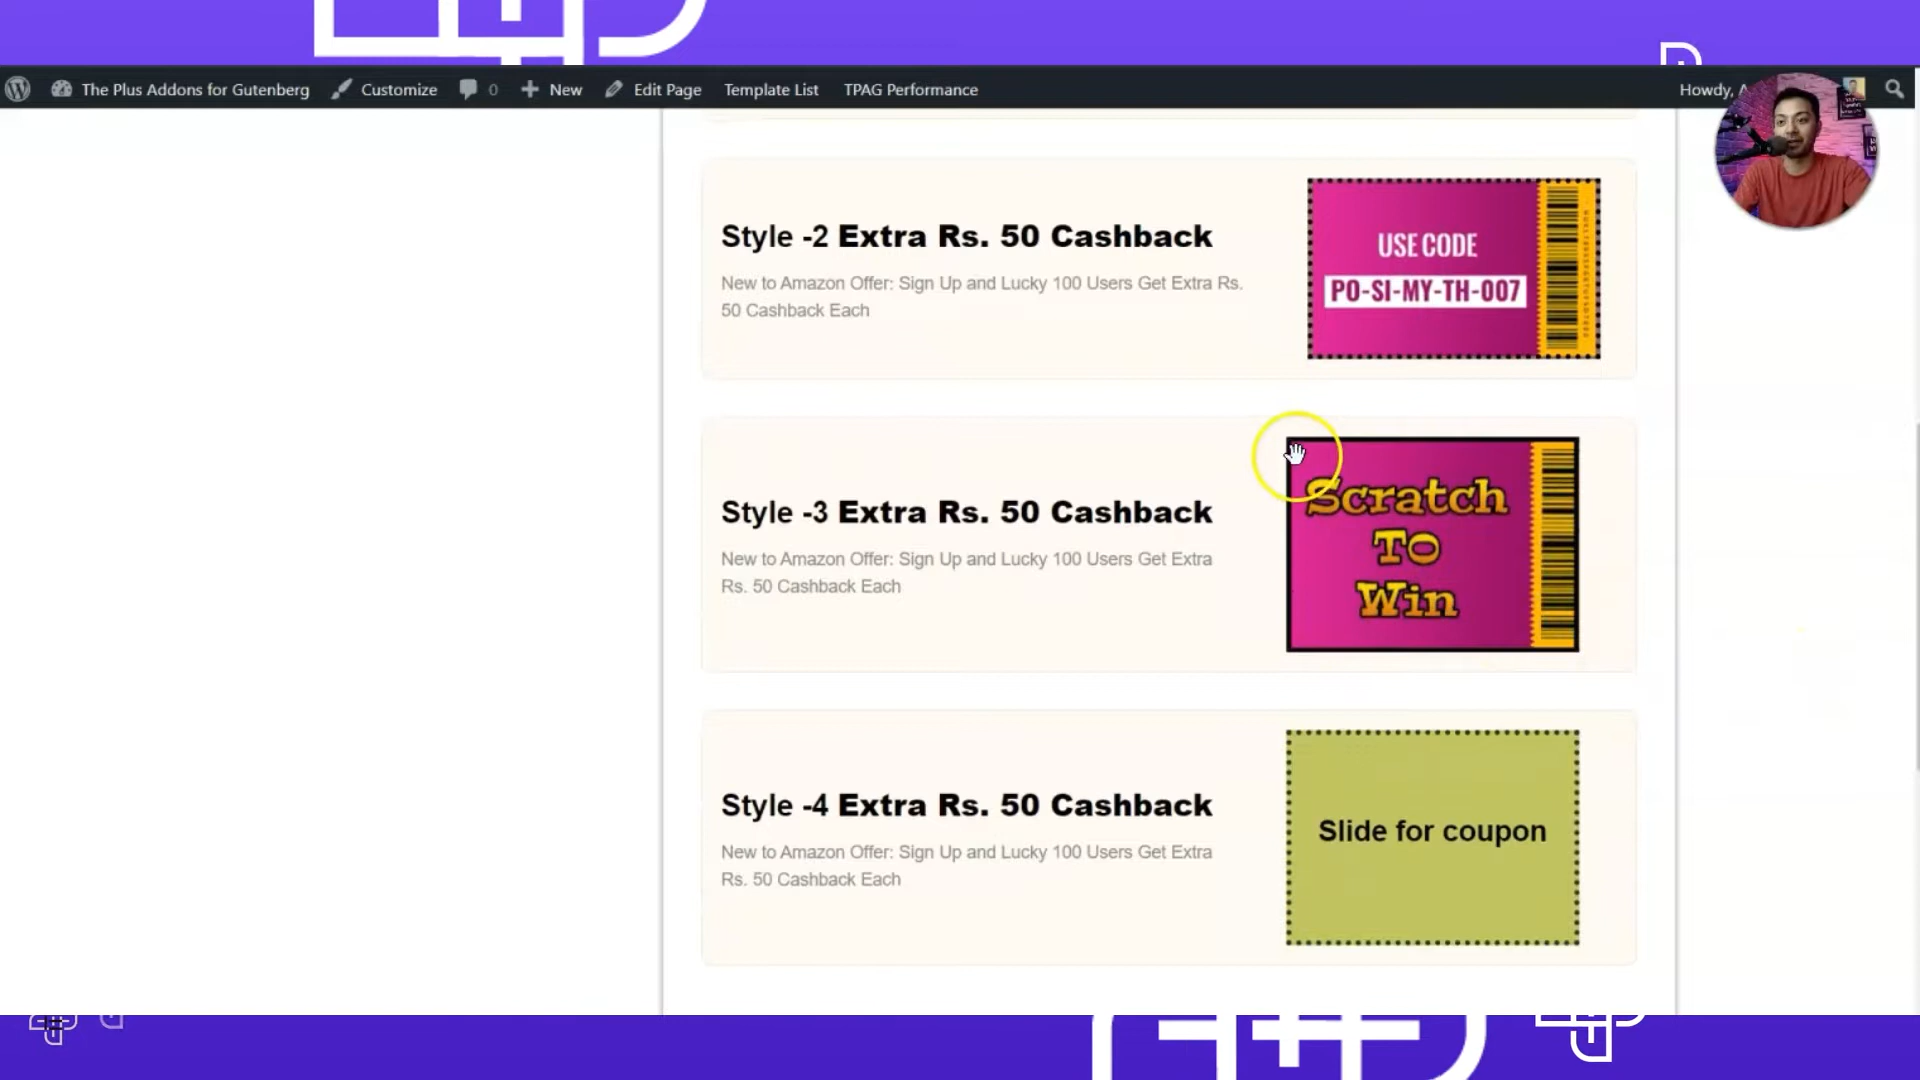 The Plus Addons for Gutenberg Customize 0 New Edit Page Template List TPAG Performance Howdy, A
Style -2 Extra Rs. 50 Cashback
New to Amazon Offer: Sign Up and Lucky 100 Users Get Extra Rs.
50 Cashback Each
USE CODE
PO-SI-MY-TH-007
Style -3 Extra Rs. 50 Cashback
New to Amazon Offer: Sign Up and Lucky 100 Users Get Extra
Rs. 50 Cashback Each
Scratch
TO
Win
Style -4 Extra Rs. 50 Cashback
New to Amazon Offer: Sign Up and Lucky 100 Users Get Extra
Rs. 50 Cashback Each
Slide for coupon